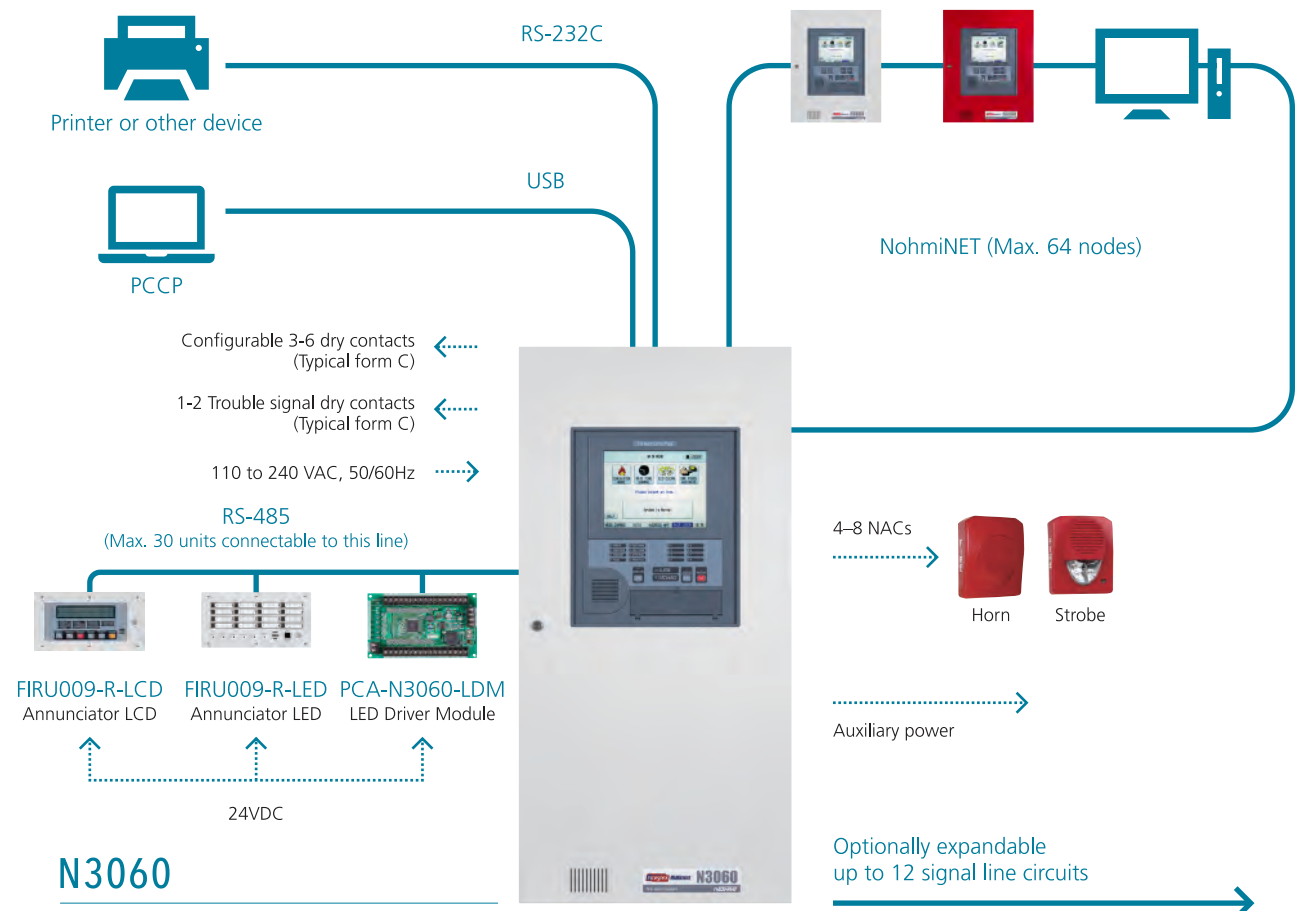 RS-232C
Printer or other device
USB
PCCP
NohmiNET (Max. 64 nodes)
Configurable 3-6 dry contacts
(Typical form C)
1-2 Trouble signal dry contacts
(Typical form C)
110 to 240 VAC, 50/60Hz
RS-485
(Max. 30 units connectable to this line)
FIRU009-R-LCD
Annunciator LCD
FIRU009-R-LED
Annunciator LED
PCA-N3060-LDM
LED Driver Module
24VDC
4–8 NACs
Horn
Strobe
Auxiliary power
Optionally expandable
up to 12 signal line circuits
N3060
N3060